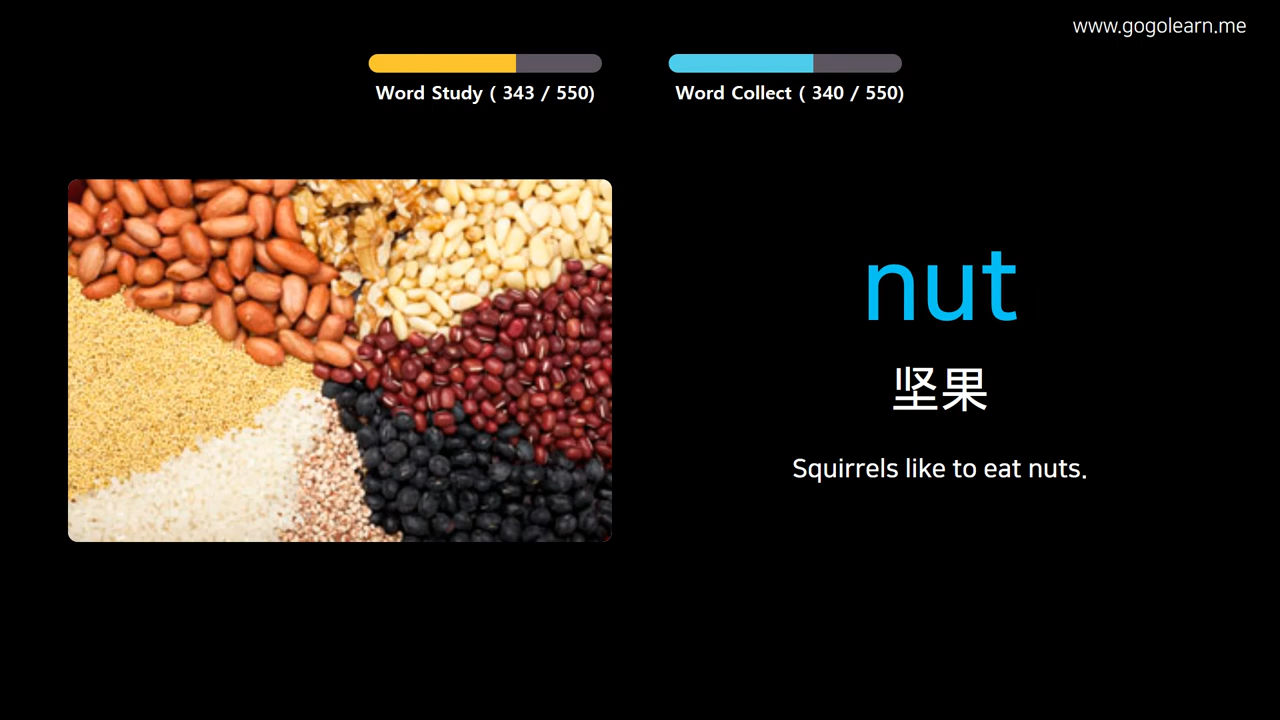 www.gogolearn.me
Word Study ( 343 / 550)
Word Collect ( 340 / 550)
nut
坚果
Squirrels like to eat nuts.